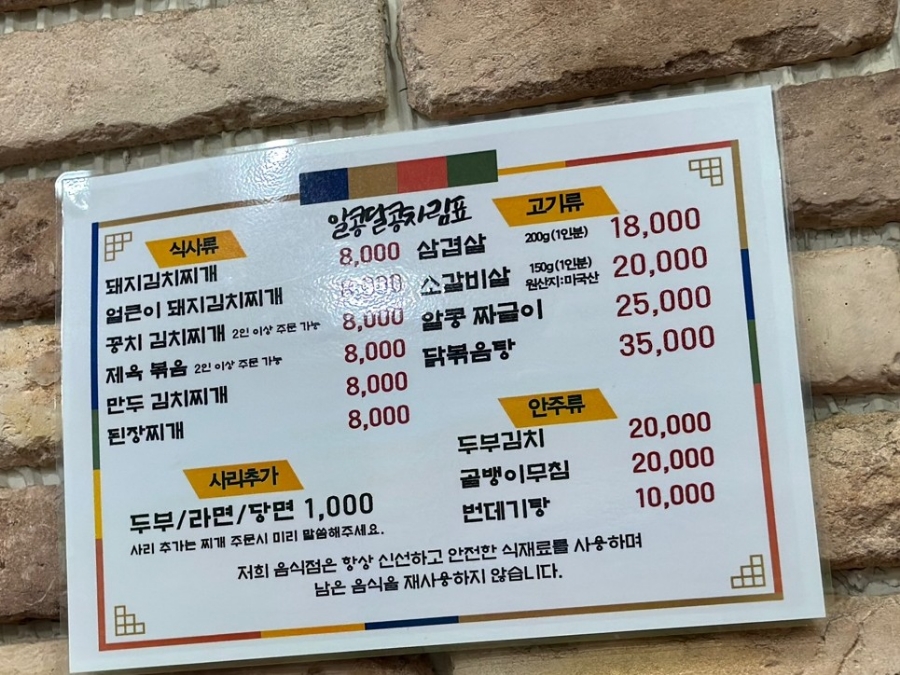 알콩달콩차림표
식사류
돼지김치찌개 8,000
얼큰이 돼지김치찌개 8,000
꽁치 김치찌개 2인 이상 주문 가능 8,000
제육 볶음 2인 이상 주문 가능 8,000
만두 김치찌개 8,000
된장찌개 8,000
사리추가
두부/라면/당면 1,000
사리 추가는 찌개 주문시 미리 말씀해주세요.
고기류
삼겹살 200g(1인분) 18,000
소갈비살 150g(1인분) 원산지:미국산 20,000
알콩 짜글이 25,000
닭볶음탕 35,000
안주류
두부김치 20,000
골뱅이무침 20,000
번데기탕 10,000
저희 음식점은 항상 신선하고 안전한 식재료를 사용하며
남은 음식을 재사용하지 않습니다.